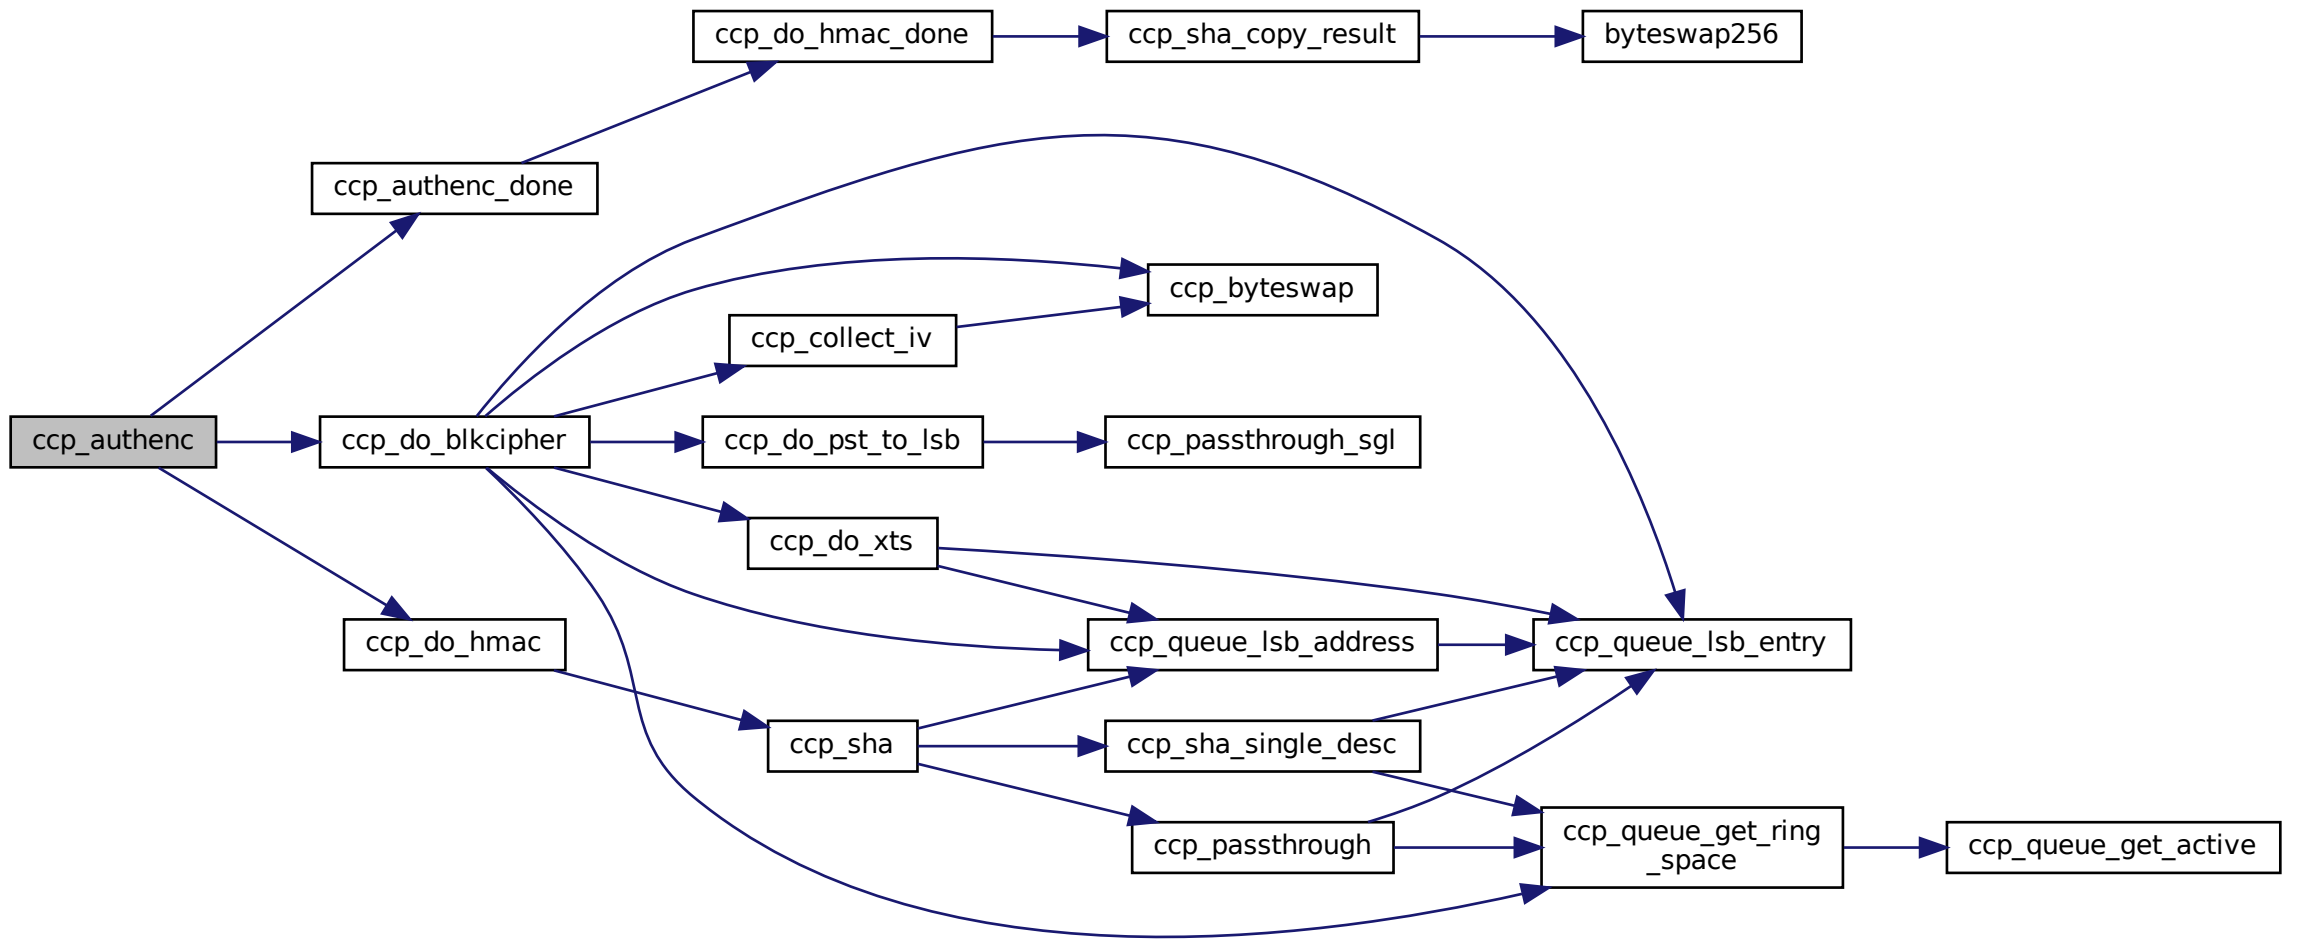 ccp_do_hmac_done
ccp_sha_copy_result
byteswap256
ccp_authenc_done
ccp_byteswap
ccp_collect_iv
ccp_authenc
ccp_do_blkcipher
ccp_do_pst_to_lsb
ccp_passthrough_sgl
ccp_do_xts
ccp_do_hmac
ccp_queue_lsb_address
ccp_queue_lsb_entry
ccp_sha
ccp_sha_single_desc
ccp_passthrough
ccp_queue_get_ring
_space
ccp_queue_get_active